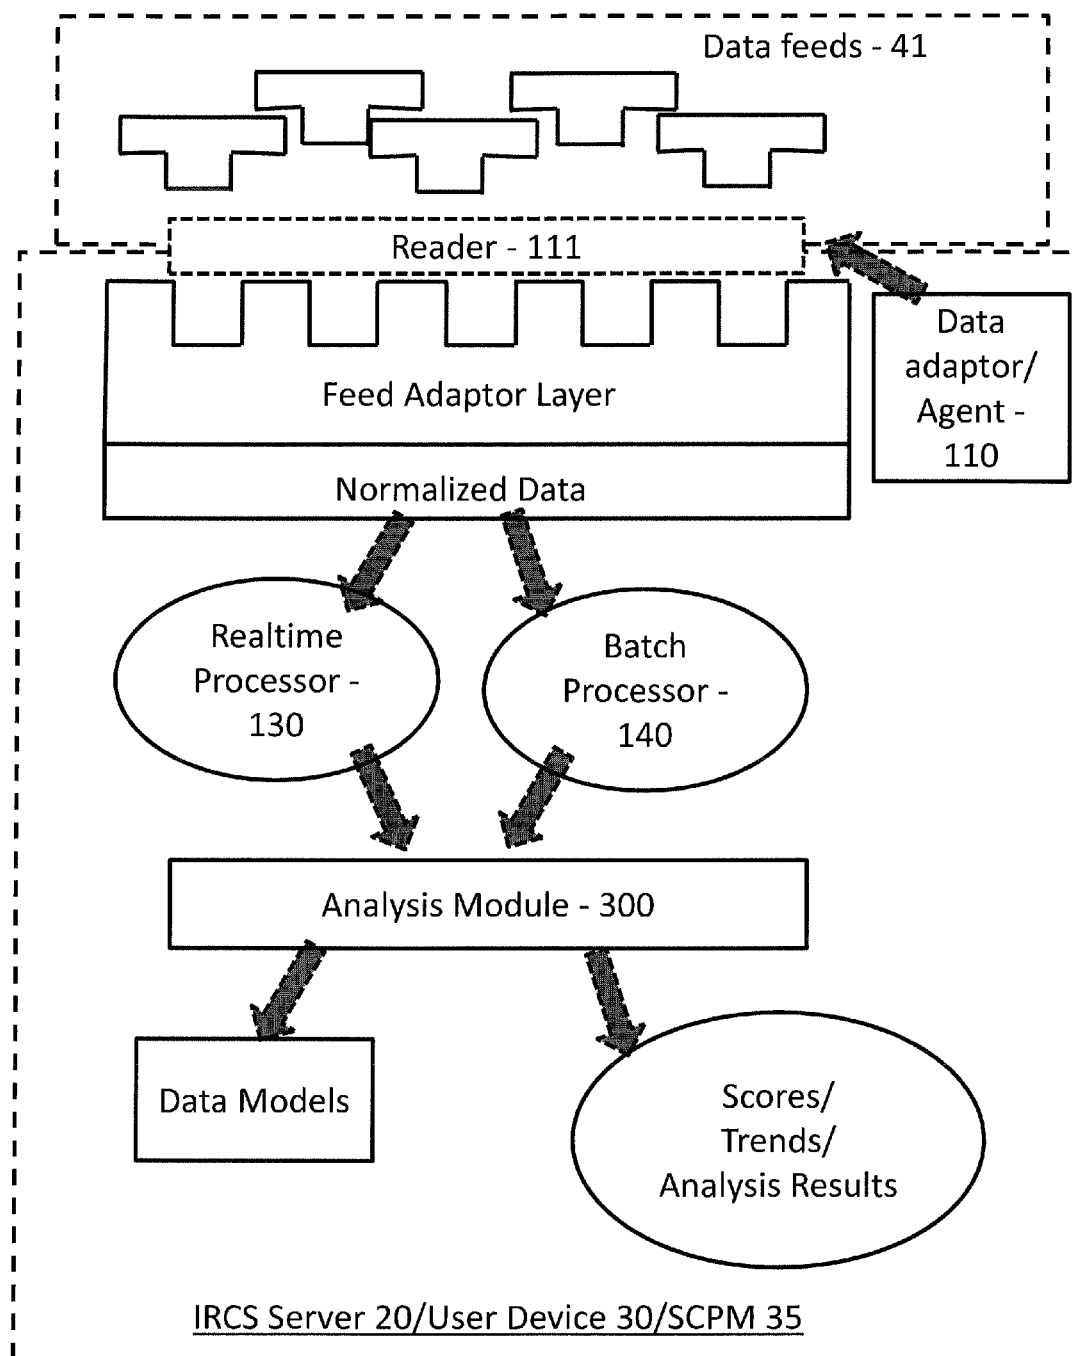 Data feeds - 41
Reader - 111
Data
adaptor/
Agent -
110
Feed Adaptor Layer
Normalized Data
Realtime
Processor -
130
Batch
Processor -
140
Analysis Module - 300
Data Models
Scores/
Trends/
Analysis Results
IRCS Server 20/User Device 30/SCPM 35